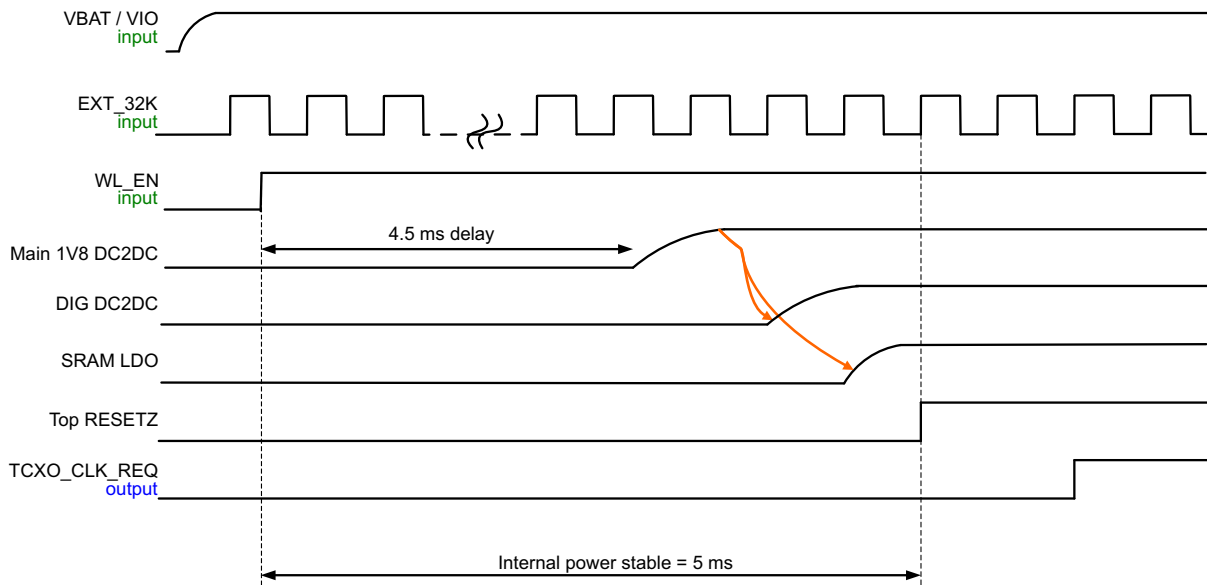 VBAT / VIO
input
EXT_32K
input
WL_EN
input
4.5 ms delay
Main 1V8 DC2DC
DIG DC2DC
SRAM LDO
Top RESETZ
TCXO_CLK_REQ
output
Internal power stable = 5 ms